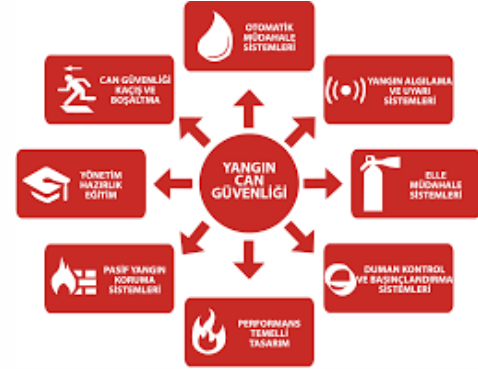 OTOMATİK
MÜDAHALE
SİSTEMLERİ
CAN GÜVENLİĞİ
KAÇIŞ VE
BOŞALTMA
YANGIN ALGILAMA
VE UYARI
SİSTEMLERİ
YÖNETİM
HAZIRLIK
EĞİTİM
YANGIN
CAN
GÜVENLİĞİ
ELLE
MÜDAHALE
SİSTEMLERİ
PASİF YANGIN
KORUMA
SİSTEMLERİ
DUMAN KONTROL
VE BASINÇLANDIRMA
SİSTEMLERİ
PERFORMANS
TEMELLİ
TASARIM